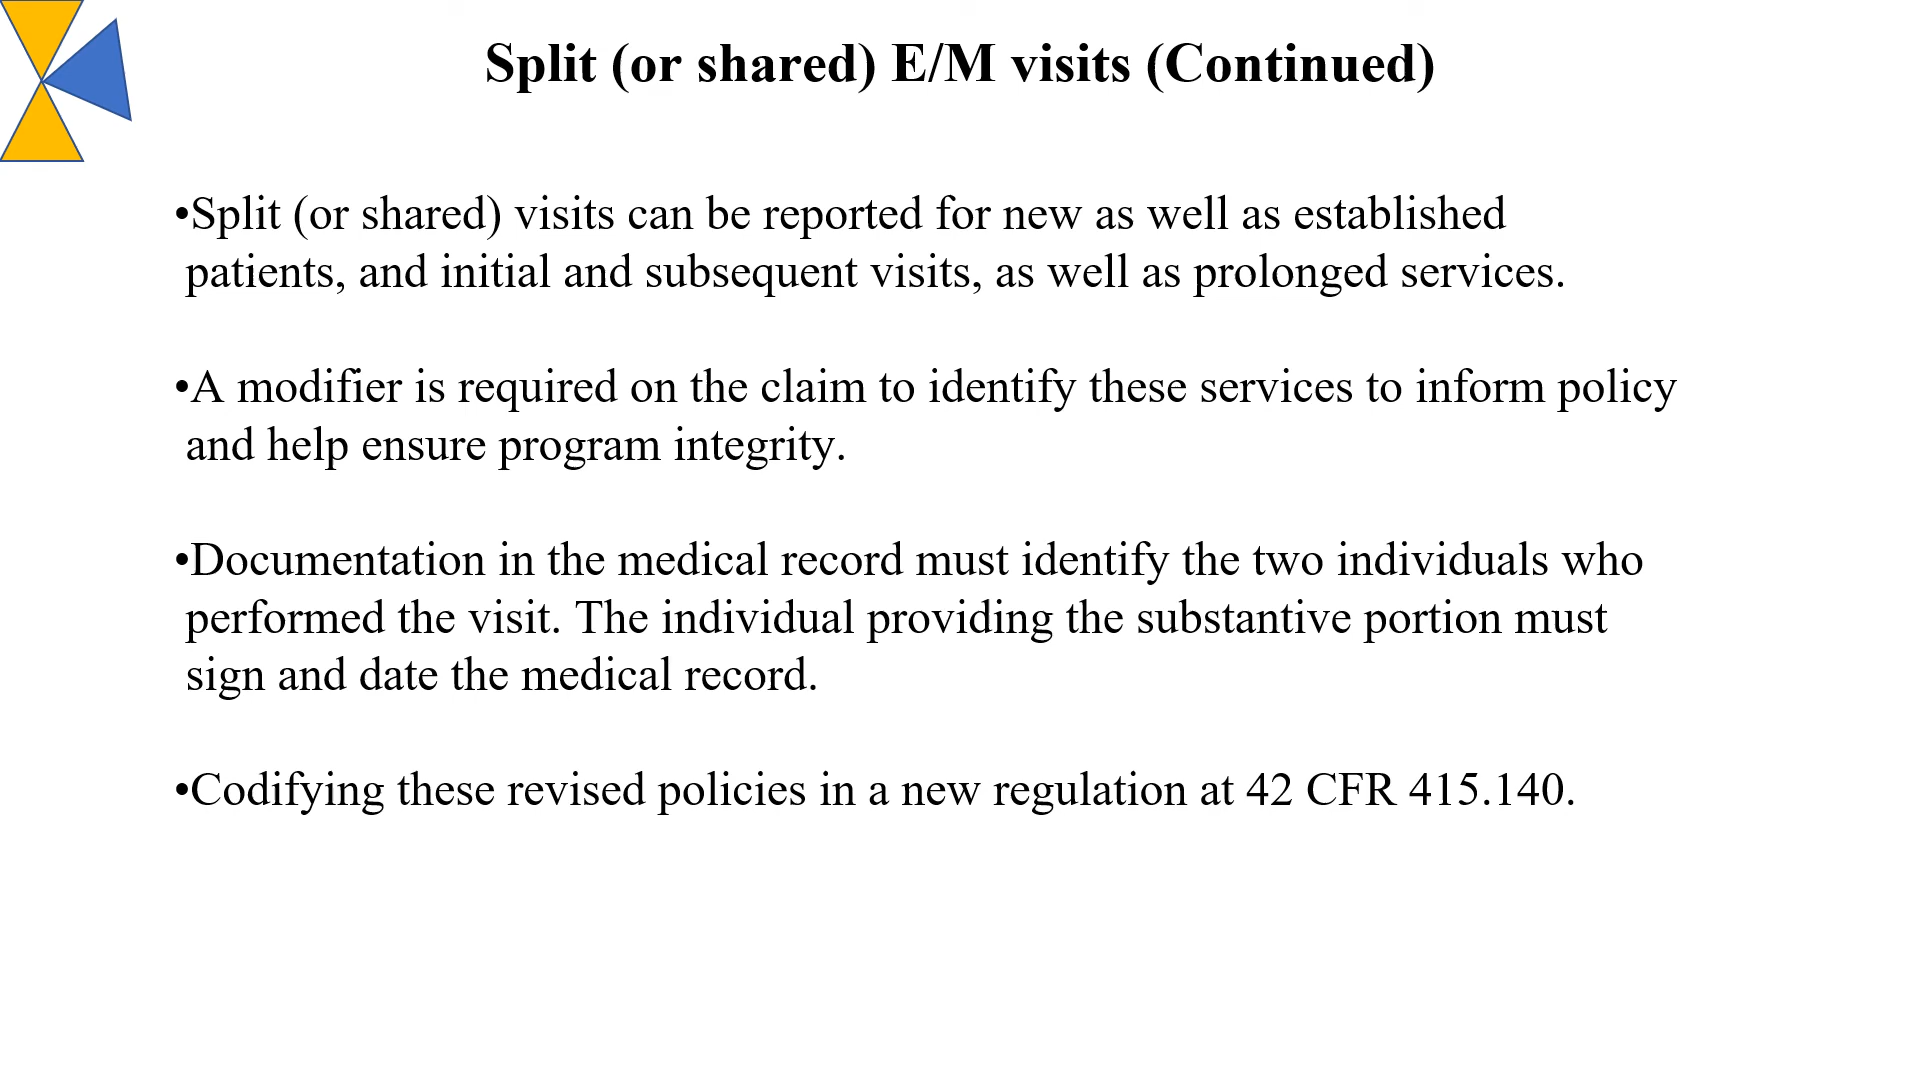 Split (or shared) E/M visits (Continued)
•Split (or shared) visits can be reported for new as well as established
patients, and initial and subsequent visits, as well as prolonged services.
•A modifier is required on the claim to identify these services to inform policy
and help ensure program integrity.
•Documentation in the medical record must identify the two individuals who
performed the visit. The individual providing the substantive portion must
sign and date the medical record.
•Codifying these revised policies in a new regulation at 42 CFR 415.140.